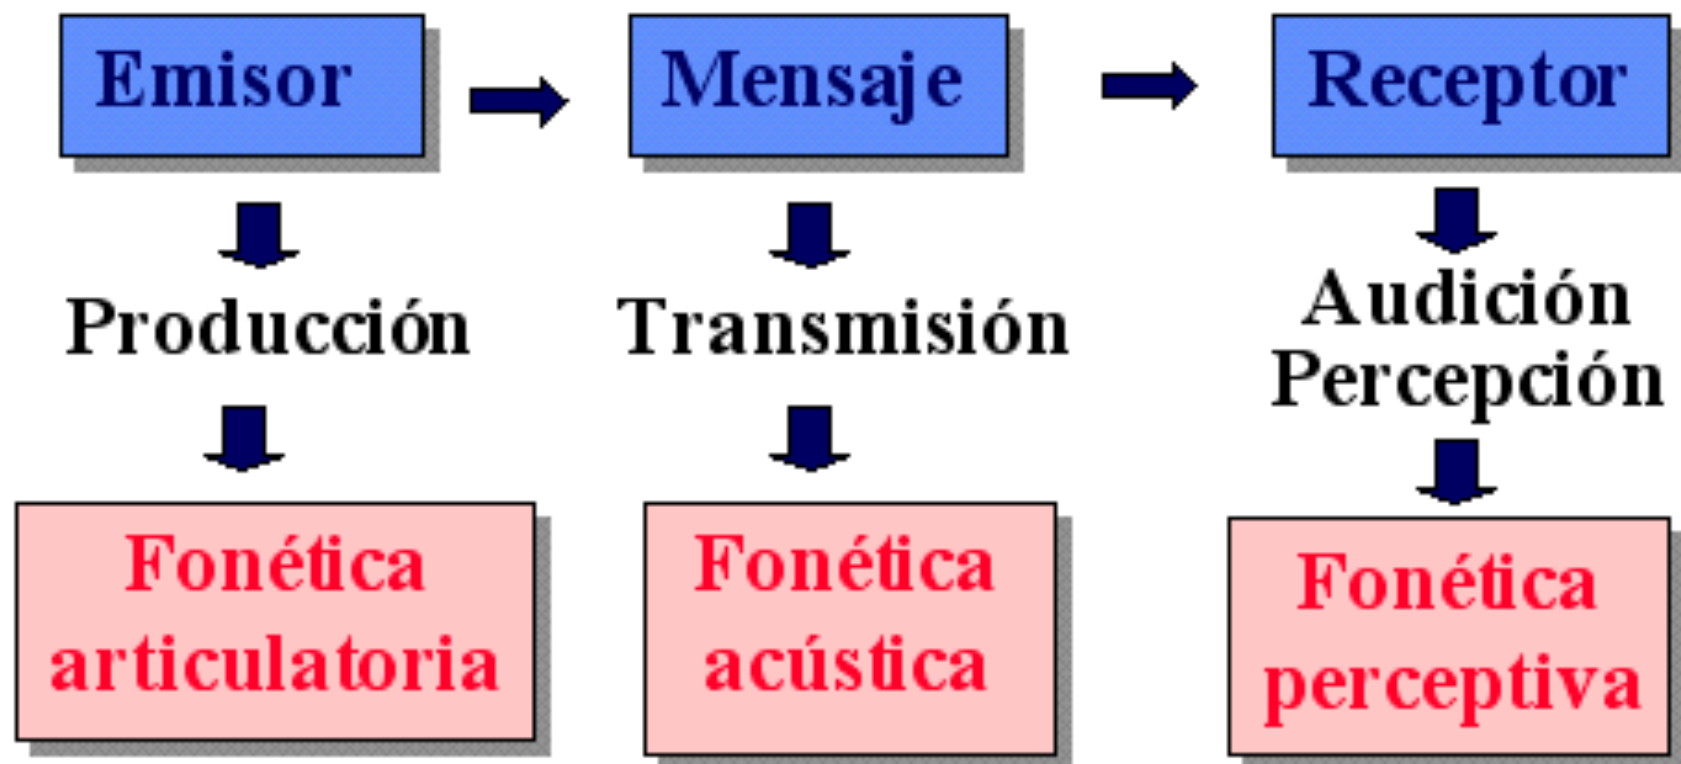 Emisor
Mensaje
Receptor
Producción
Transmisión
Audición
Percepción
Fonética
articulatoria
Fonética
acústica
Fonética
perceptiva